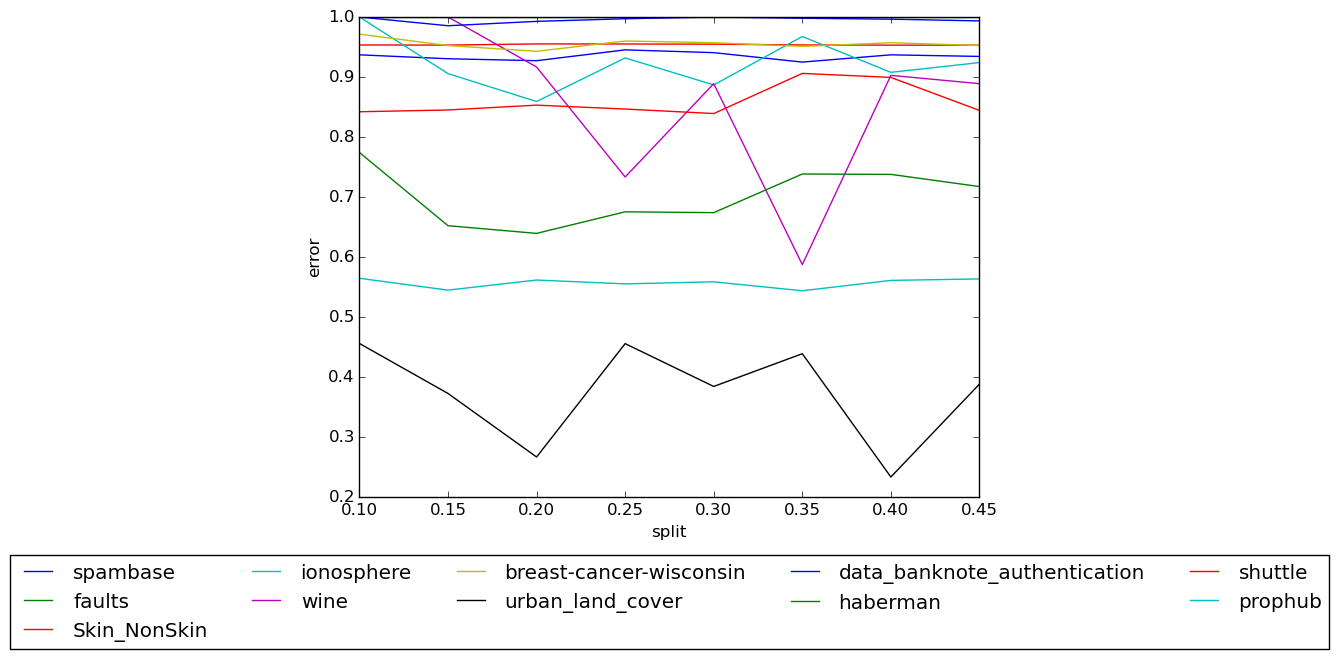 1.0
0.9
0.8
0.7
0.6
0.5
0.4
0.3
0.2
error
0.10 0.15 0.20 0.25 0.30 0.35 0.40 0.45
split
spambase ionosphere breast-cancer-wisconsin data_banknote_authentication shuttle
faults wine urban_land_cover haberman prophub
Skin_NonSkin